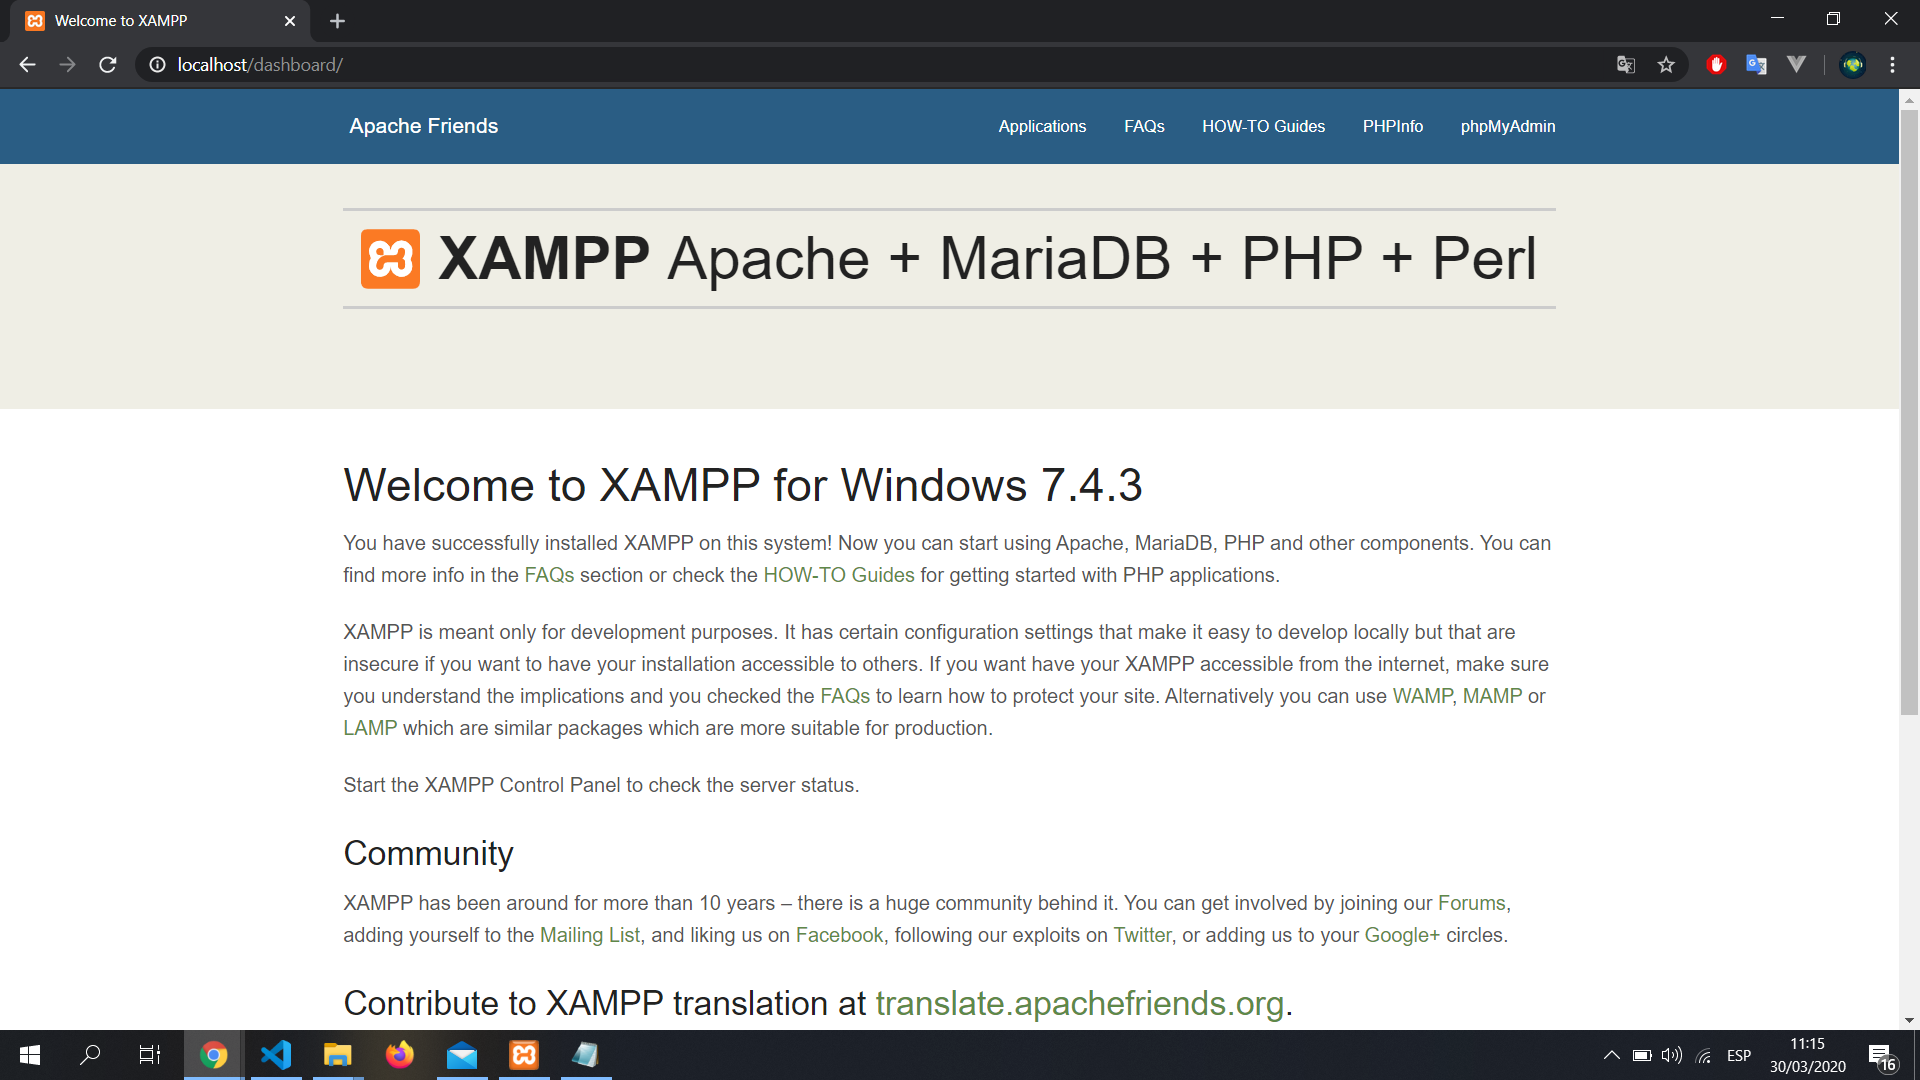 Welcome to XAMPP
localhost/dashboard/
Apache Friends
Applications
FAQs
HOW-TO Guides
PHPInfo
phpMyAdmin
XAMPP Apache + MariaDB + PHP + Perl
Welcome to XAMPP for Windows 7.4.3
You have successfully installed XAMPP on this system! Now you can start using Apache, MariaDB, PHP and other components. You can
find more info in the FAQs section or check the HOW-TO Guides for getting started with PHP applications.
XAMPP is meant only for development purposes. It has certain configuration settings that make it easy to develop locally but that are
insecure if you want to have your installation accessible to others. If you want have your XAMPP accessible from the internet, make sure
you understand the implications and you checked the FAQs to learn how to protect your site. Alternatively you can use WAMP, MAMP or
LAMP which are similar packages which are more suitable for production.
Start the XAMPP Control Panel to check the server status.
Community
XAMPP has been around for more than 10 years – there is a huge community behind it. You can get involved by joining our Forums,
adding yourself to the Mailing List, and liking us on Facebook, following our exploits on Twitter, or adding us to your Google+ circles.
Contribute to XAMPP translation at translate.apachefriends.org.
ESP
11:15
30/03/2020
16